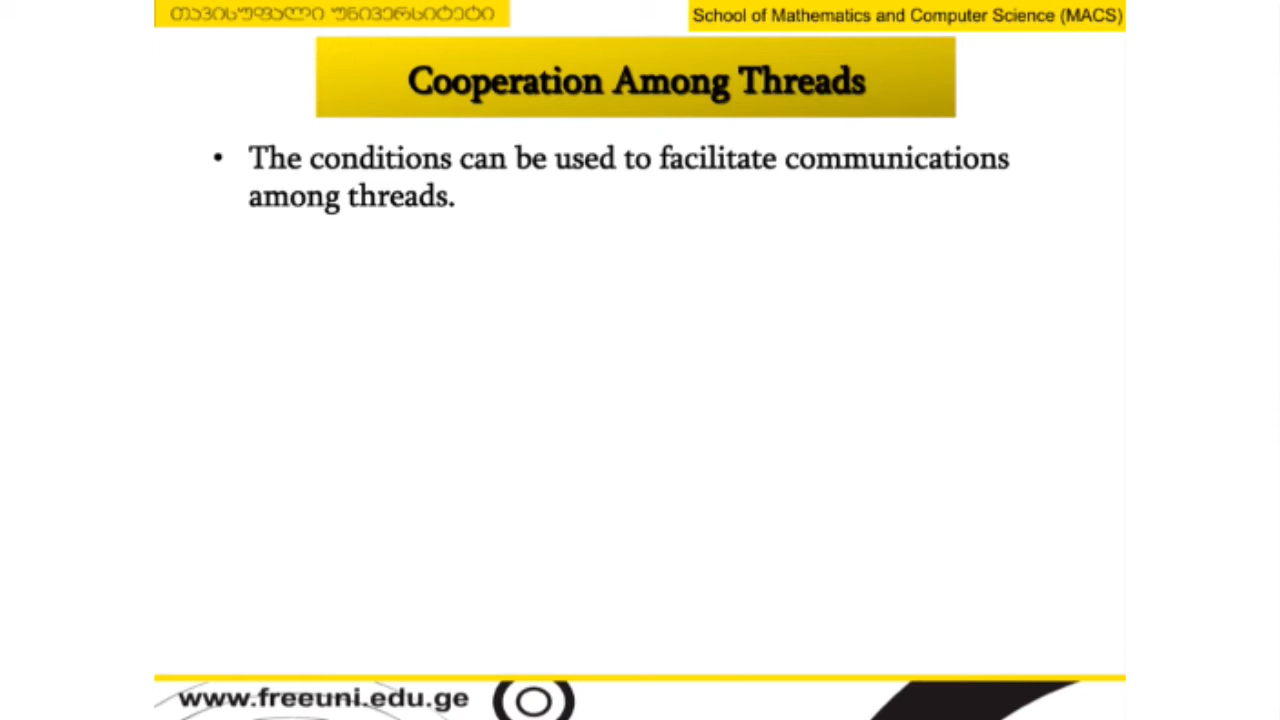 თავისუფალი უნივერსიტეტი
School of Mathematics and Computer Science (MACS)
Cooperation Among Threads
• The conditions can be used to facilitate communications
among threads.
www.freeuni.edu.ge